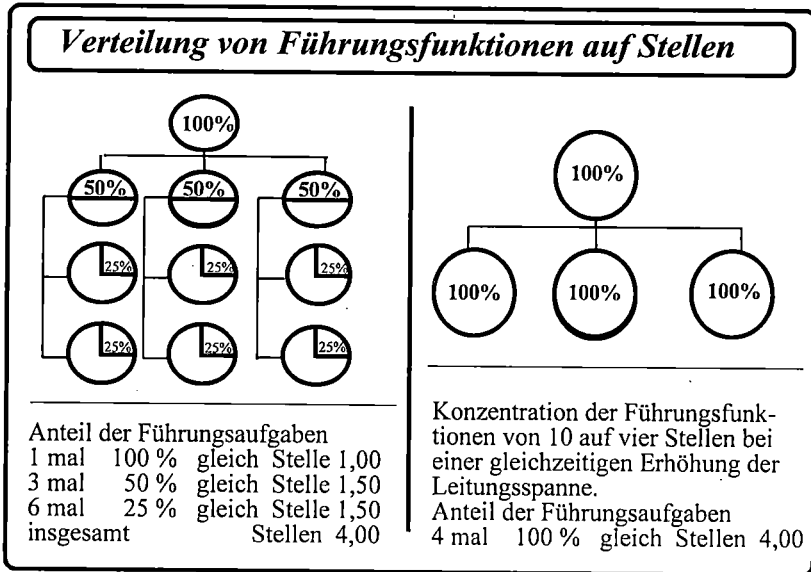 Verteilung von Führungsfunktionen auf Stellen
100%
50% 50% 50%
25% 25% 25%
25% 25% 25%
Anteil der Führungsaufgaben
1 mal 100 % gleich Stelle 1,00
3 mal 50 % gleich Stelle 1,50
6 mal 25 % gleich Stelle 1,50
insgesamt Stellen 4,00
100%
100% 100% 100%
Konzentration der Führungsfunk-
tionen von 10 auf vier Stellen bei
einer gleichzeitigen Erhöhung der
Leitungsspanne.
Anteil der Führungsaufgaben
4 mal 100 % gleich Stellen 4,00